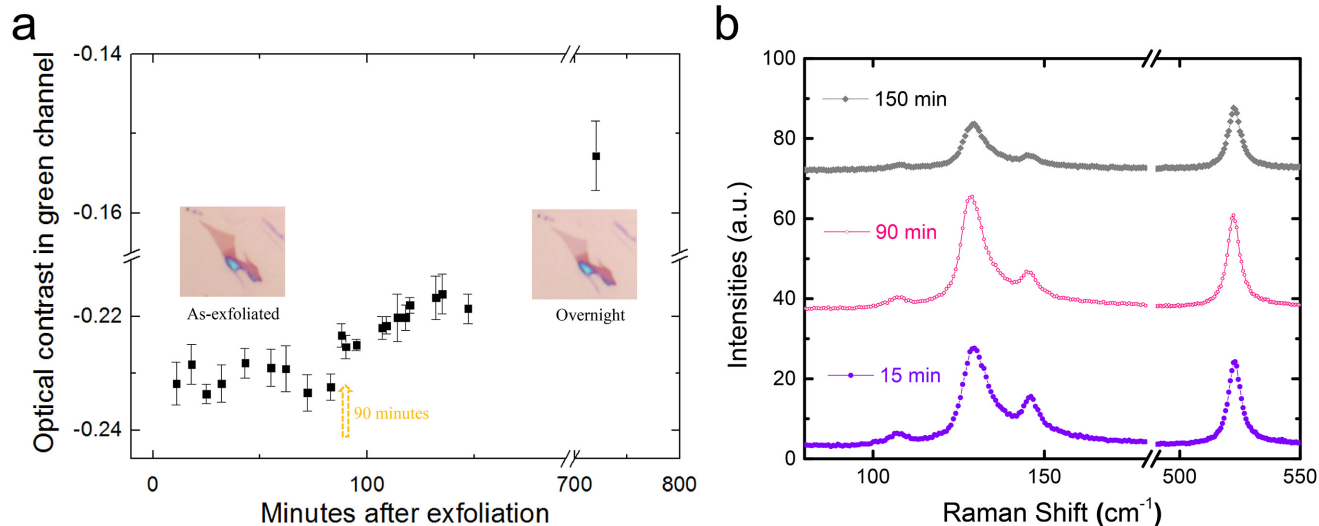 a
Optical contrast in green channel
-0.14
-0.16
-0.22
-0.24
As-exfoliated
Overnight
90 minutes
0
100
700
800
Minutes after exfoliation
b
Intensities (a.u.)
100
80
60
40
20
0
150 min
90 min
15 min
100
150
500
550
Raman Shift (cm⁻¹)